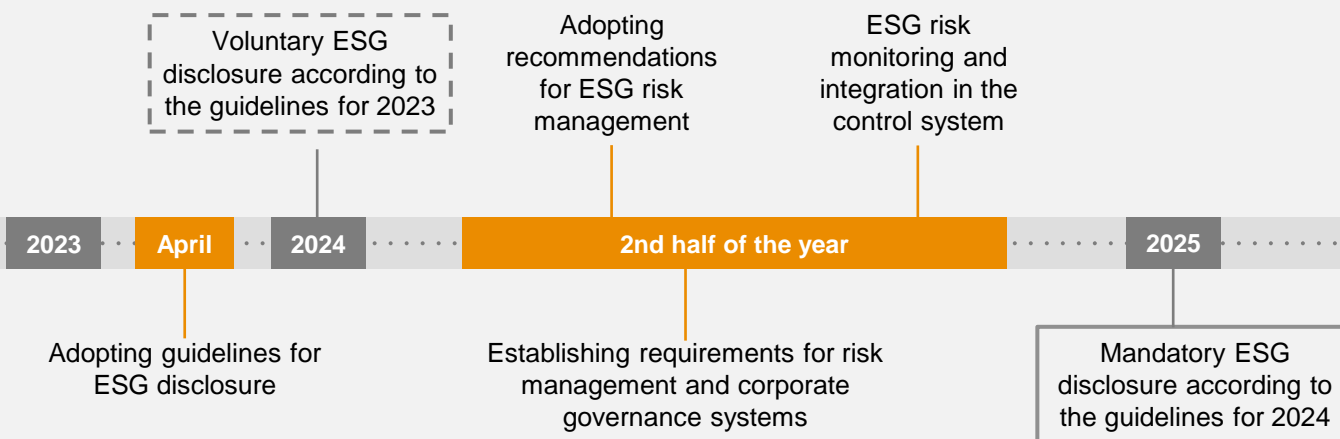 Voluntary ESG
disclosure according to
the guidelines for 2023
Adopting
recommendations
for ESG risk
management
ESG risk
monitoring and
integration in the
control system
2023
April
2024
2nd half of the year
2025
Adopting guidelines for
ESG disclosure
Establishing requirements for risk
management and corporate
governance systems
Mandatory ESG
disclosure according to
the guidelines for 2024